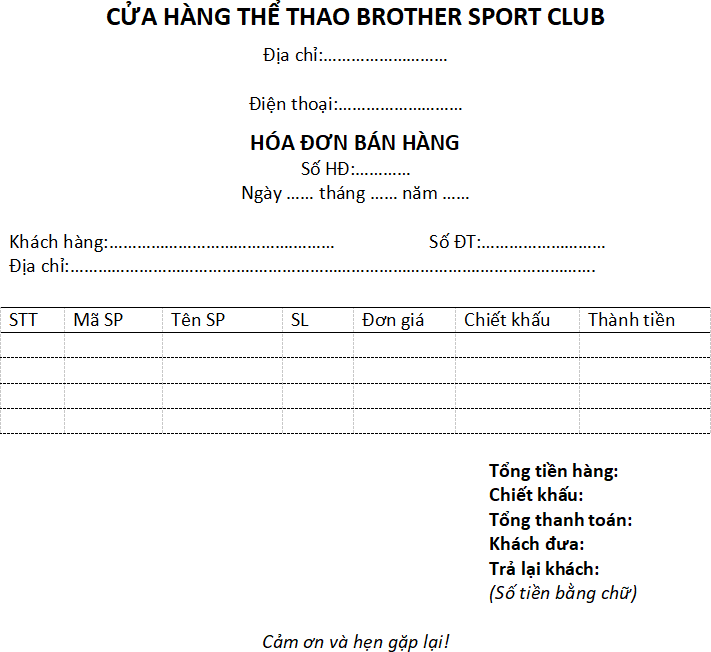 CỬA HÀNG THỂ THAO BROTHER SPORT CLUB
Địa chỉ:………………………
Điện thoại:………………………
HÓA ĐƠN BÁN HÀNG
Số HĐ:…………
Ngày …… tháng …… năm ……
Khách hàng:…………………………………………… Số ĐT:………………………
Địa chỉ:…………………………………………………………………………………………………….
STT Mã SP Tên SP SL Đơn giá Chiết khấu Thành tiền
Tổng tiền hàng:
Chiết khấu:
Tổng thanh toán:
Khách đưa:
Trả lại khách:
(Số tiền bằng chữ)
Cảm ơn và hẹn gặp lại!